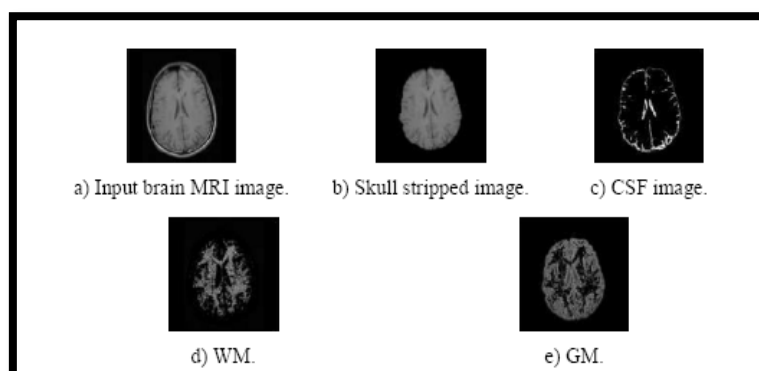 a) Input brain MRI image.
b) Skull stripped image.
c) CSF image.
d) WM.
e) GM.